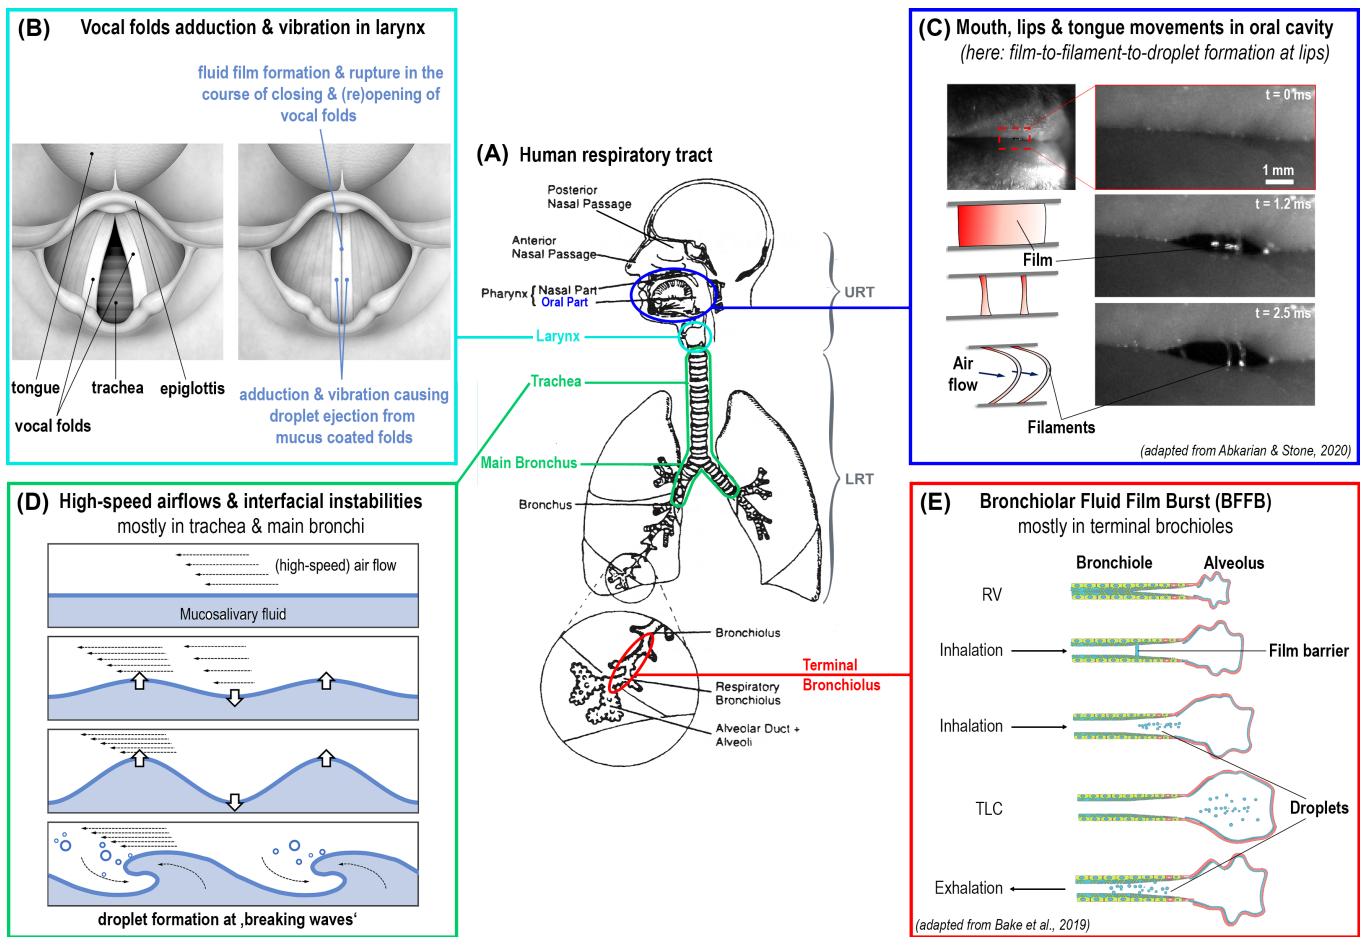 (B)
Vocal folds adduction & vibration in larynx
fluid film formation & rupture in the
course of closing & (re)opening of
vocal folds
tongue
trachea
epiglottis
vocal folds
adduction & vibration causing
droplet ejection from
mucus coated folds
(A)
Human respiratory tract
Posterior
Nasal Passage
Anterior
Nasal Passage
Pharynx {
Nasal Part
Oral Part
Larynx
Trachea
Main Bronchus
Bronchus
URT
LRT
Bronchiolus
Terminal
Bronchiolus
Respiratory
Bronchiolus
Alveolar Duct +
Alveoli
(C) Mouth, lips & tongue movements in oral cavity
(here: film-to-filament-to-droplet formation at lips)
t = 0 ms
1 mm
t = 1.2 ms
Film
t = 2.5 ms
Air
flow
Filaments
(adapted from Abkarian & Stone, 2020)
(D) High-speed airflows & interfacial instabilities
mostly in trachea & main bronchi
(high-speed) air flow
Mucosalivary fluid
droplet formation at ‚breaking waves‘
(E)
Bronchiolar Fluid Film Burst (BFFB)
mostly in terminal brochioles
Bronchiole
Alveolus
RV
Inhalation
Film barrier
Inhalation
TLC
Droplets
Exhalation
(adapted from Bake et al., 2019)